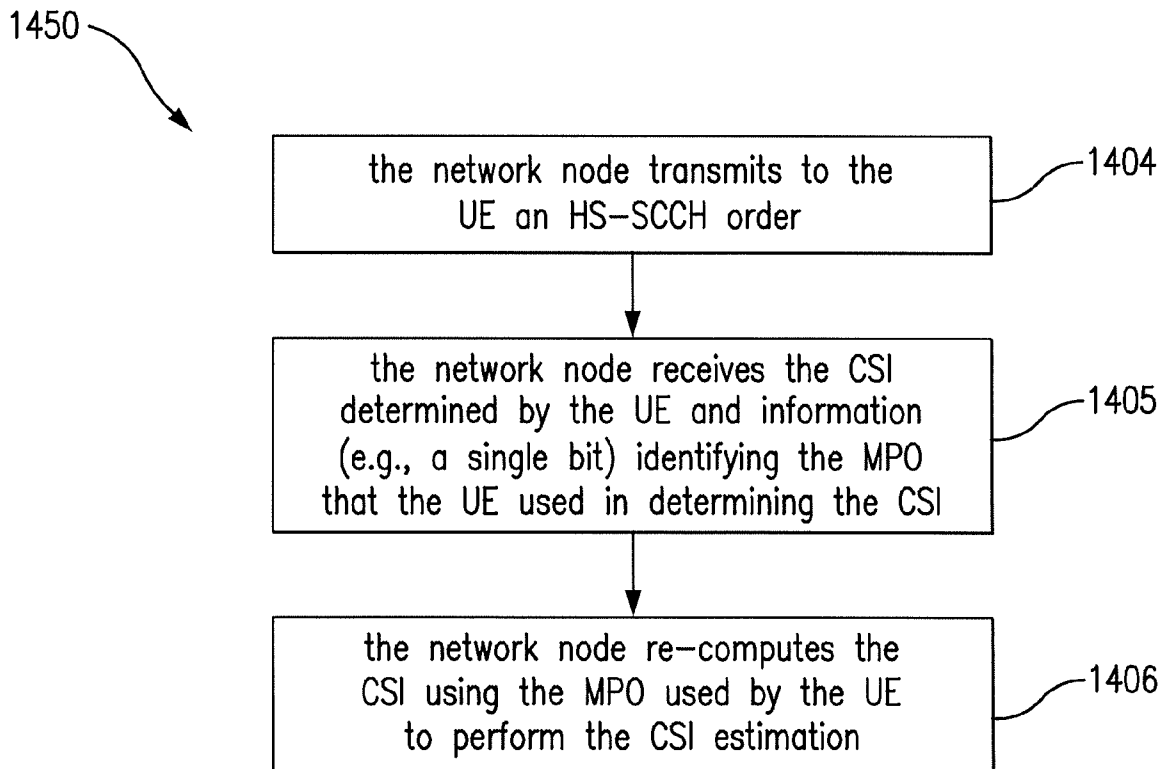 1450
the network node transmits to the
UE an HS-SCCH order
1404
the network node receives the CSI
determined by the UE and information
(e.g., a single bit) identifying the MPO
that the UE used in determining the CSI
1405
the network node re-computes the
CSI using the MPO used by the UE
to perform the CSI estimation
1406